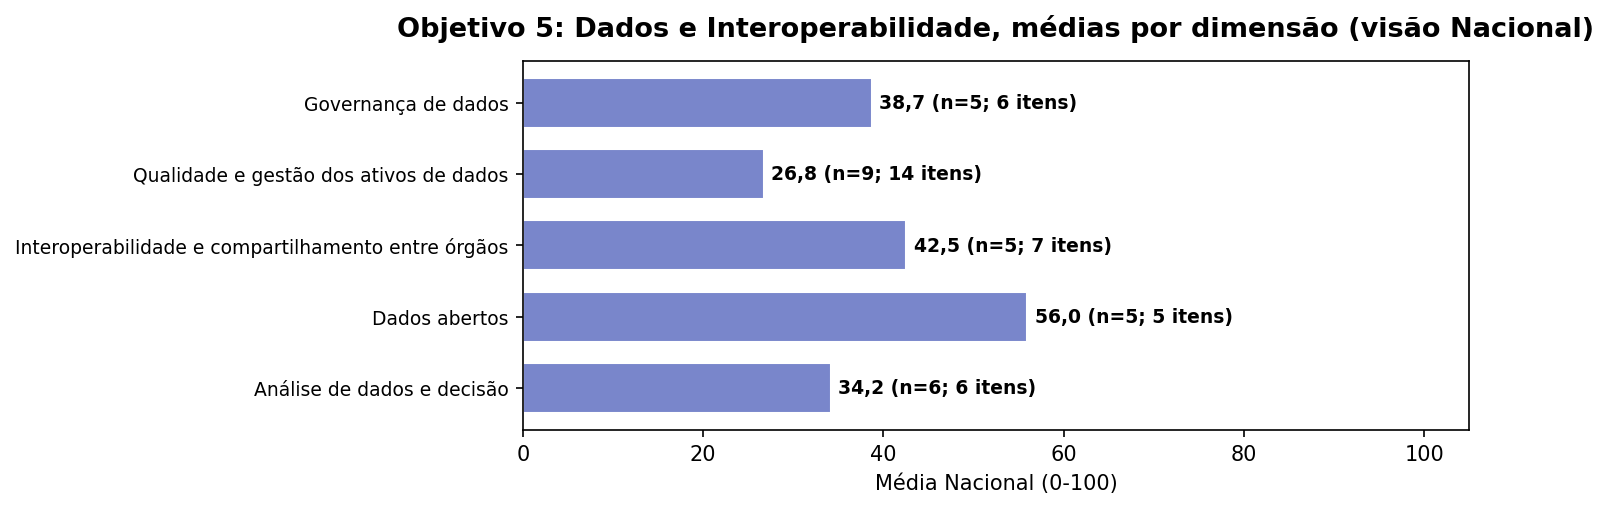 Objetivo 5: Dados e Interoperabilidade, médias por dimensão (visão Nacional)
Governança de dados
38,7 (n=5; 6 itens)
Qualidade e gestão dos ativos de dados
26,8 (n=9; 14 itens)
Interoperabilidade e compartilhamento entre órgãos
42,5 (n=5; 7 itens)
Dados abertos
56,0 (n=5; 5 itens)
Análise de dados e decisão
34,2 (n=6; 6 itens)
0 20 40 60 80 100
Média Nacional (0-100)